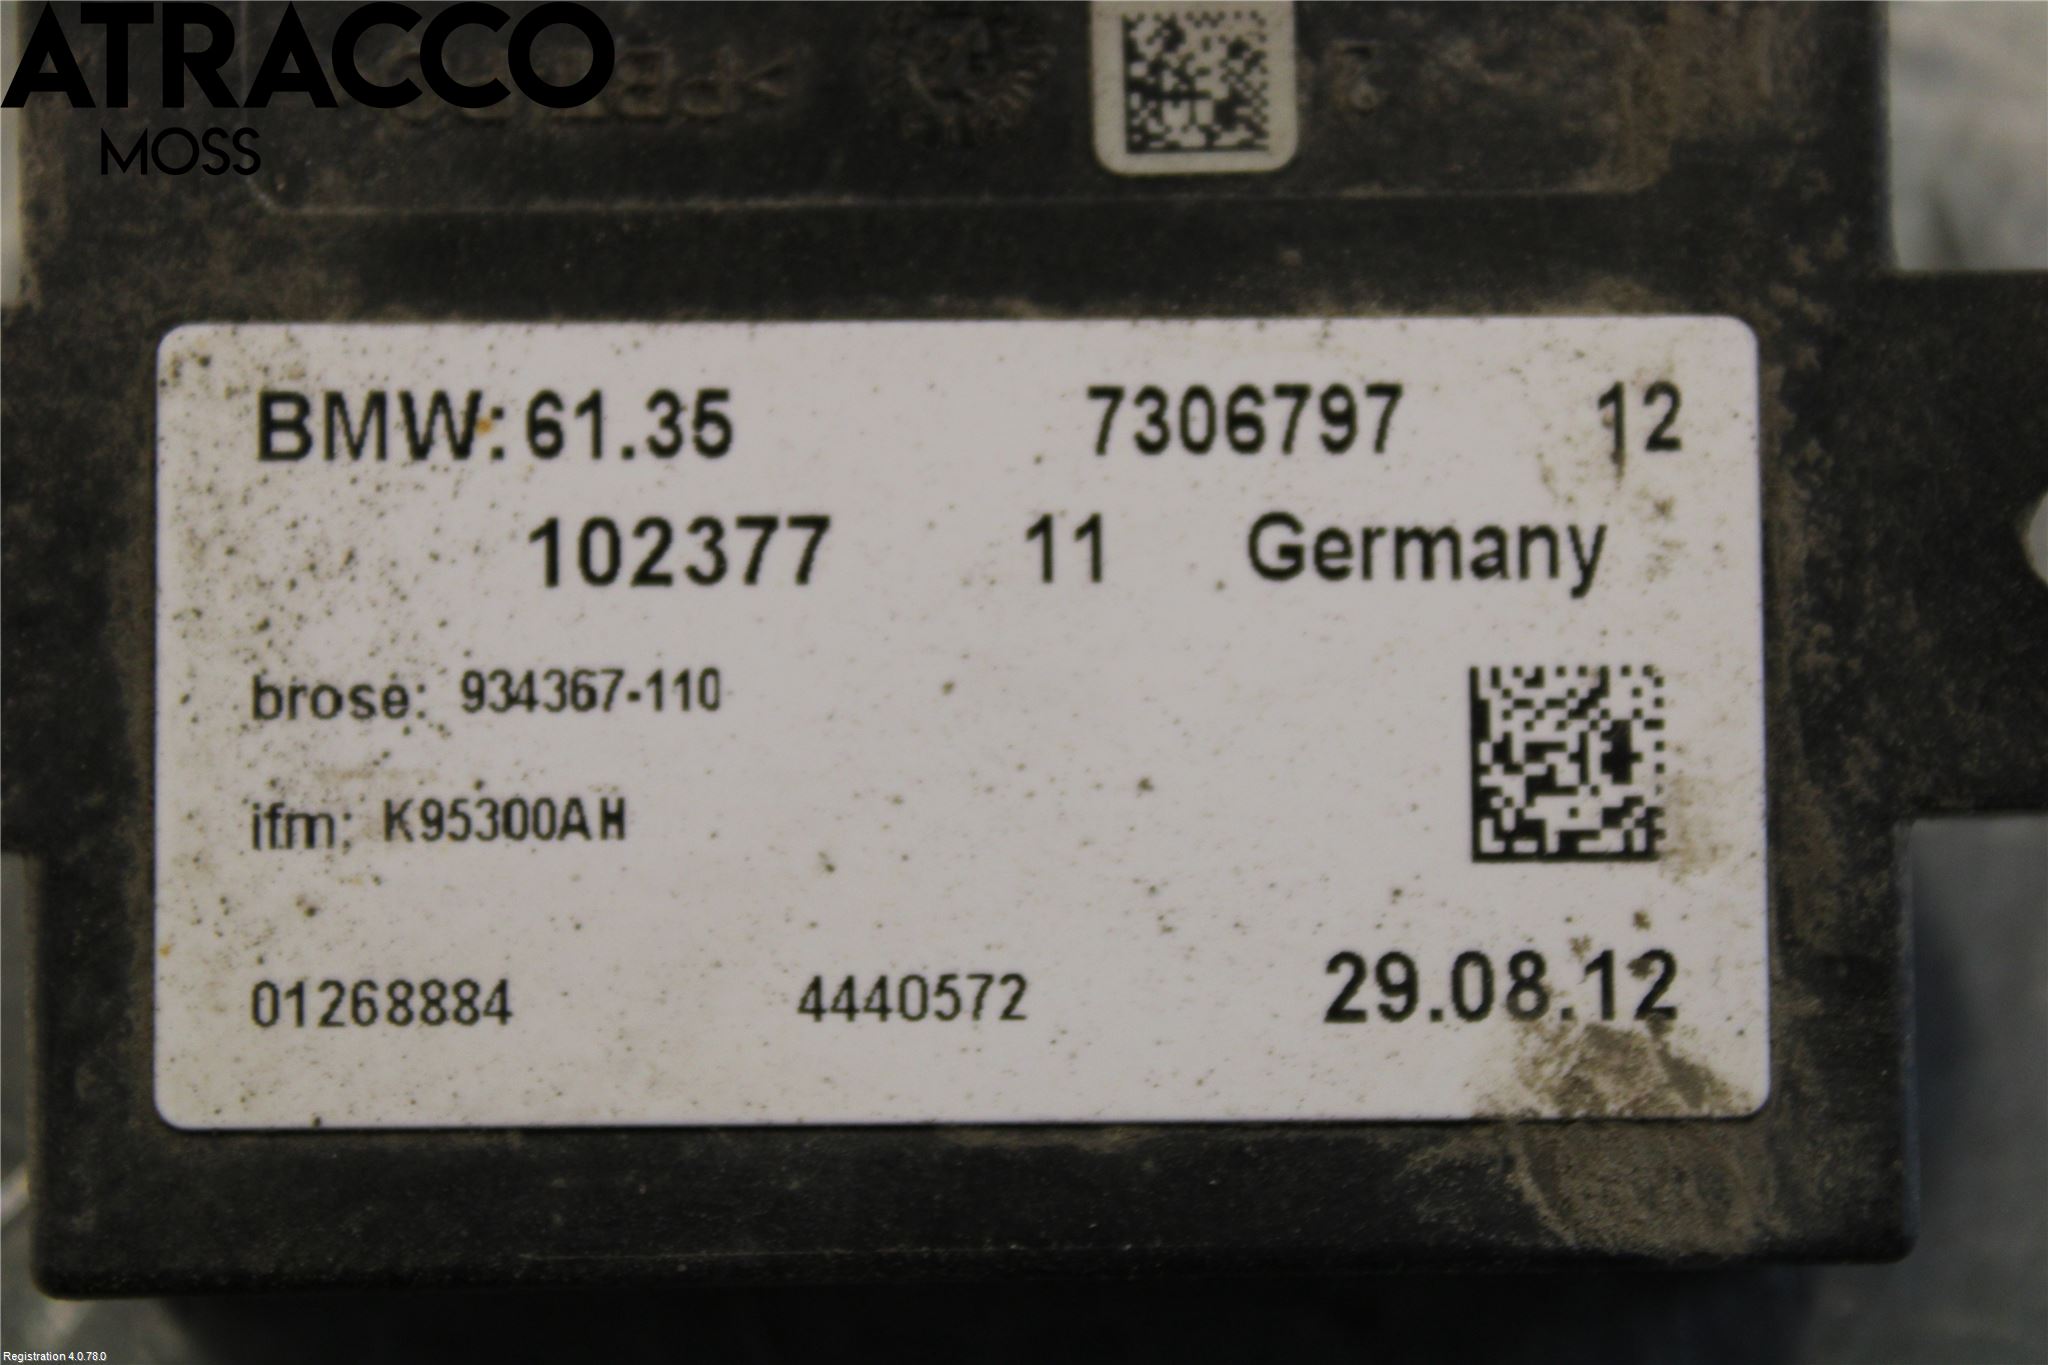 ATRACCO
MOSS
BMW: 61.35 7306797 12
102377 11 Germany
brose: 934367-110
ifm: K95300AH
01268884 4440572 29.08.12
Registration 4.0.78.0